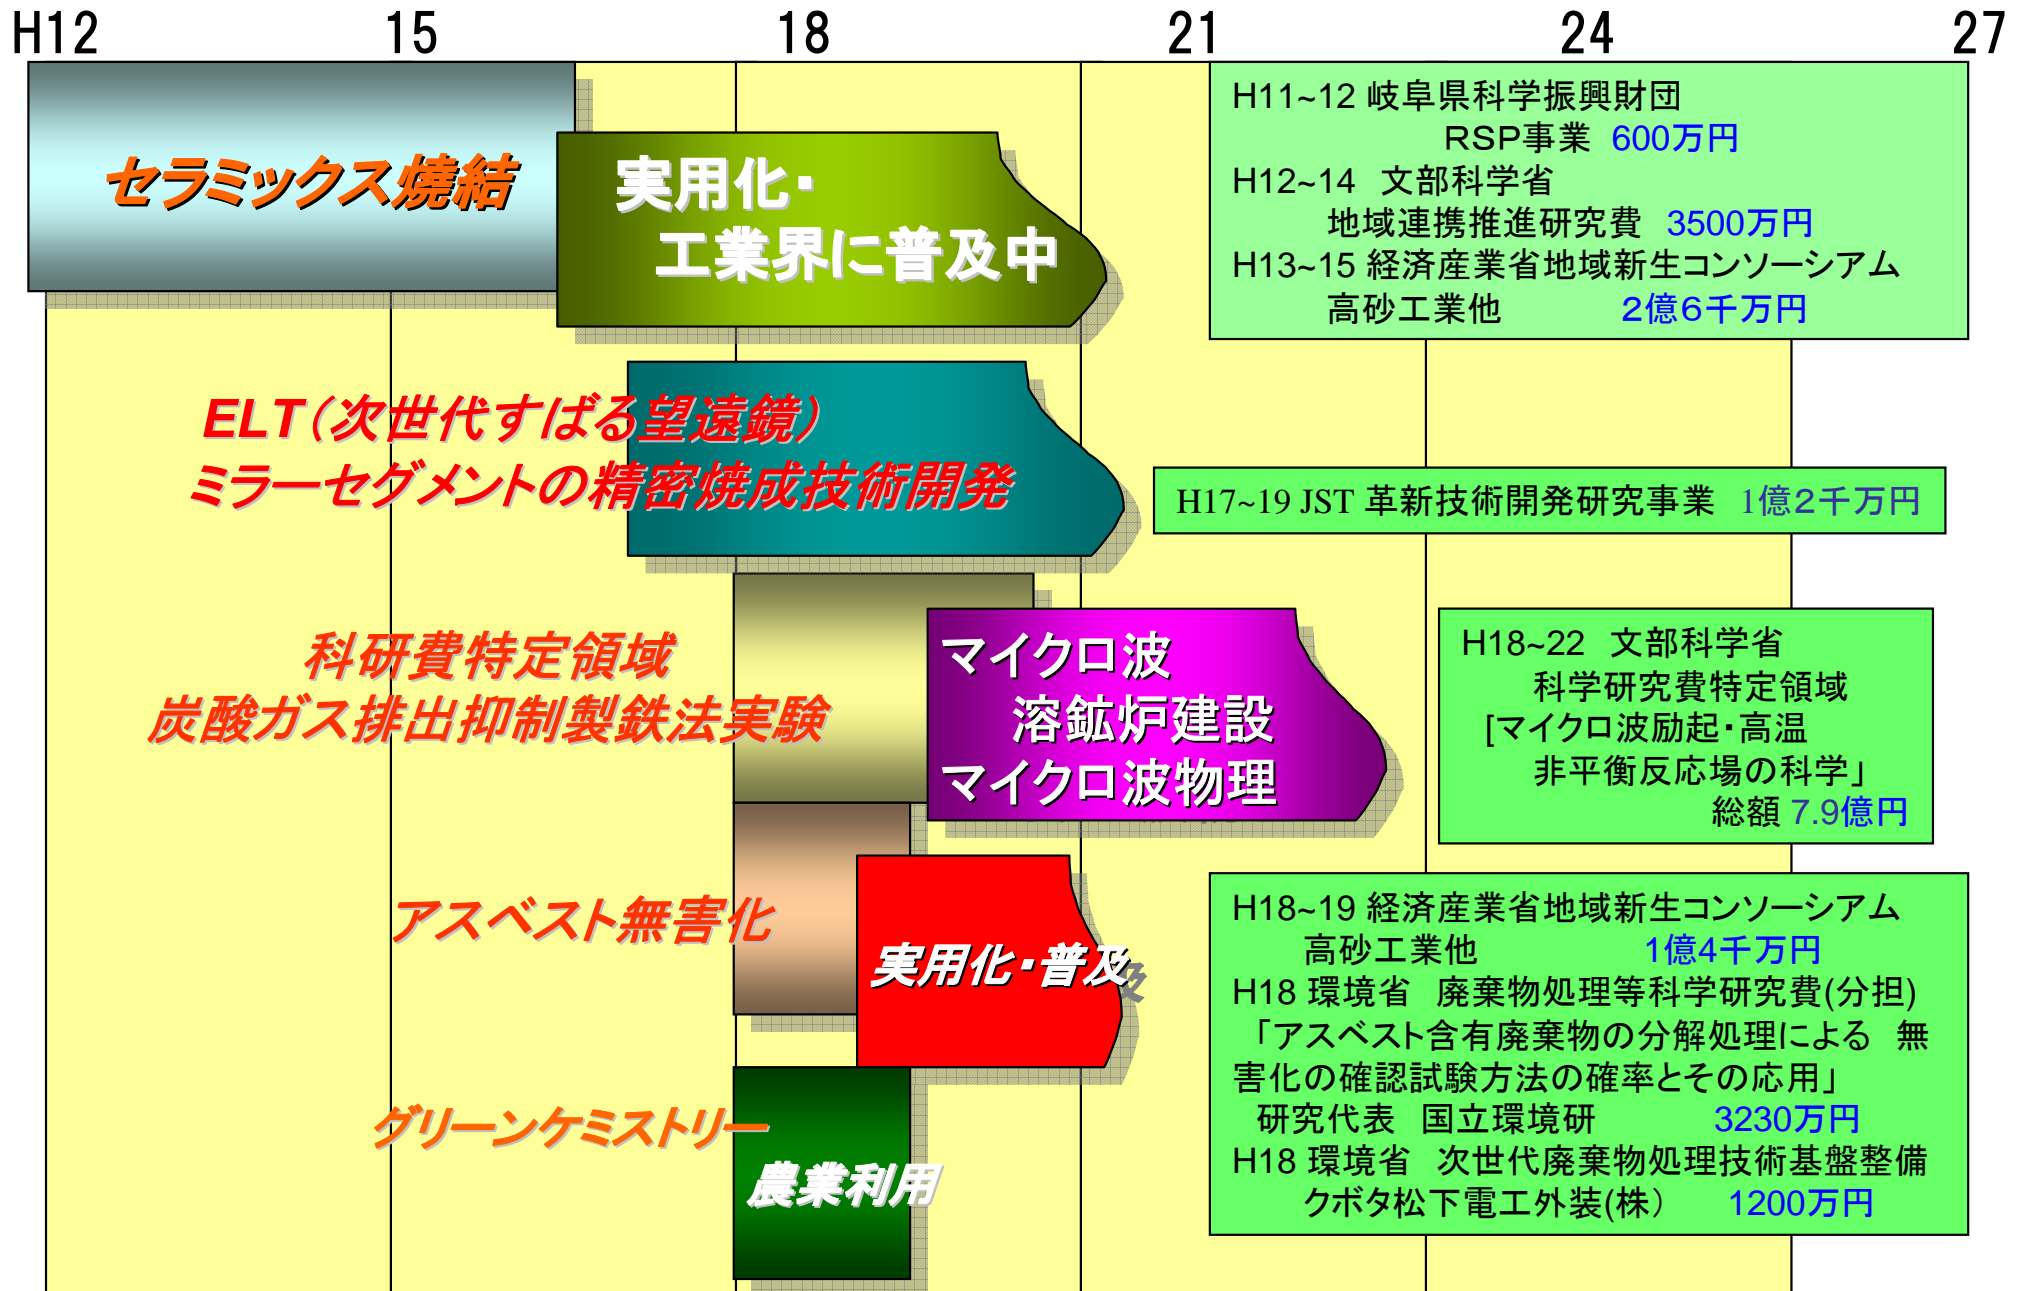 H12 15 18 21 24 27
セラミックス焼結
実用化・
工業界に普及中
H11~12 岐阜県科学振興財団
RSP事業 600万円
H12~14 文部科学省
地域連携推進研究費 3500万円
H13~15 経済産業省地域新生コンソーシアム
高砂工業他 2億6千万円
ELT(次世代すばる望遠鏡)
ミラーセグメントの精密焼成技術開発
H17~19 JST 革新技術開発研究事業 1億2千万円
科研費特定領域
炭酸ガス排出抑制製鉄法実験
マイクロ波
溶鉱炉建設
マイクロ波物理
H18~22 文部科学省
科学研究費特定領域
[マイクロ波励起・高温
非平衡反応場の科学」
総額 7.9億円
アスベスト無害化
実用化・普及
H18~19 経済産業省地域新生コンソーシアム
高砂工業他 1億4千万円
H18 環境省 廃棄物処理等科学研究費(分担)
「アスベスト含有廃棄物の分解処理による 無
害化の確認試験方法の確率とその応用」
研究代表 国立環境研 3230万円
H18 環境省 次世代廃棄物処理技術基盤整備
クボタ松下電工外装(株) 1200万円
グリーンケミストリー
農業利用